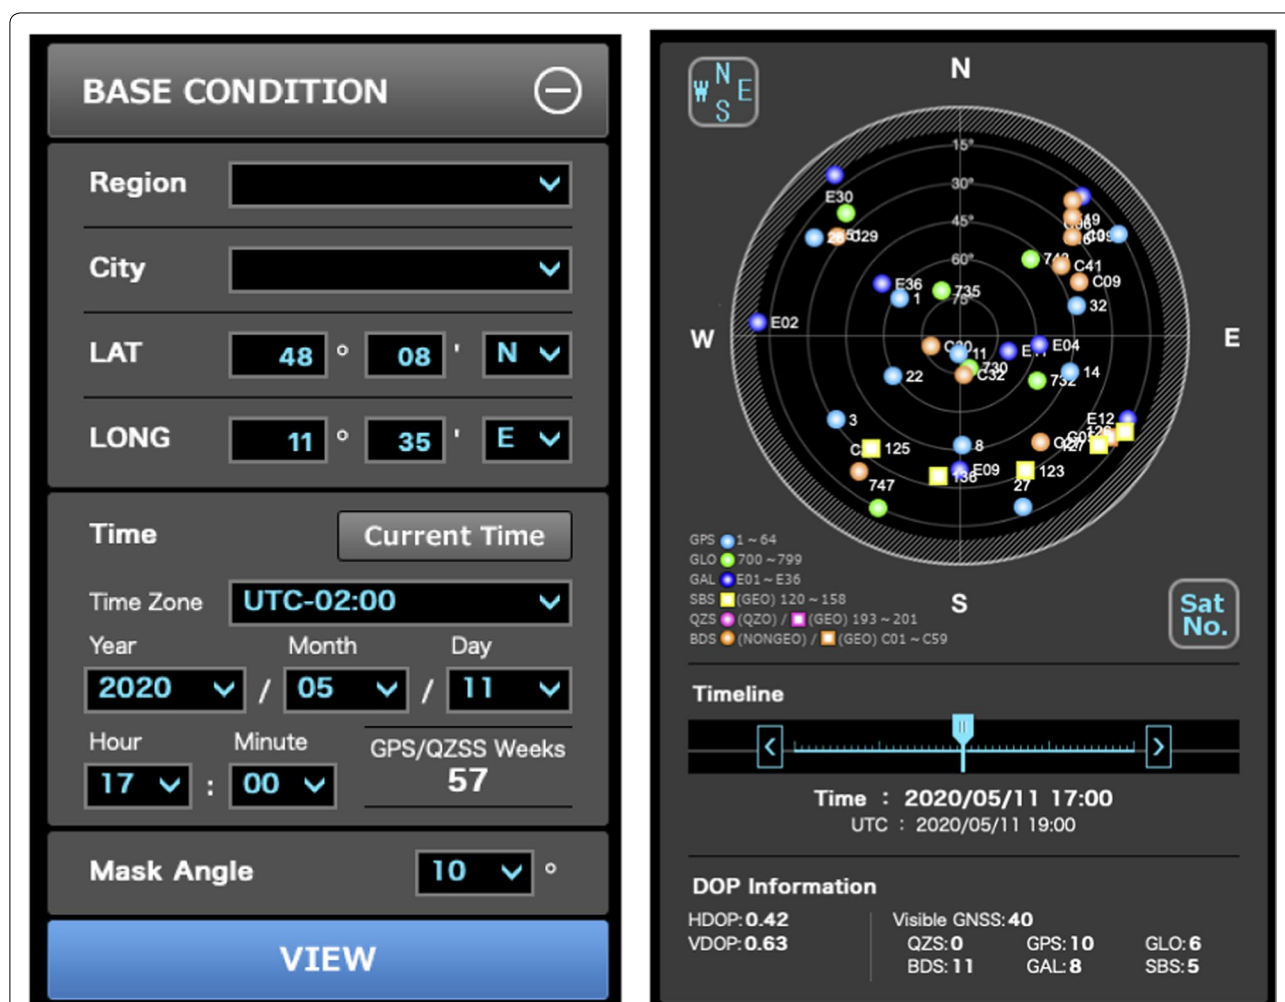 BASE CONDITION
Region
City
LAT 48 ° 08 ' N
LONG 11 ° 35 ' E
Time Current Time
Time Zone UTC-02:00
Year Month Day
2020 / 05 / 11
Hour Minute GPS/QZSS Weeks
17 : 00 57
Mask Angle 10 °
VIEW
N
W E
S
N
15°
30°
E30
45°
C29
60°
C41
E36
C09
1
735
32
75°
E02
W
E
E04
11
730
C32
22
732
14
3
E12
8
125
E09
123
136
127
747
27
GPS 1 ~ 64
GLO 700 ~ 799
GAL E01 ~ E36
SBS (GEO) 120 ~ 158
QZS (QZO) / (GEO) 193 ~ 201
BDS (NONGEO) / (GEO) C01 ~ C59
S
Sat
No.
Timeline
Time : 2020/05/11 17:00
UTC : 2020/05/11 19:00
DOP Information
HDOP: 0.42 Visible GNSS: 40
VDOP: 0.63 QZS: 0 GPS: 10 GLO: 6
BDS: 11 GAL: 8 SBS: 5